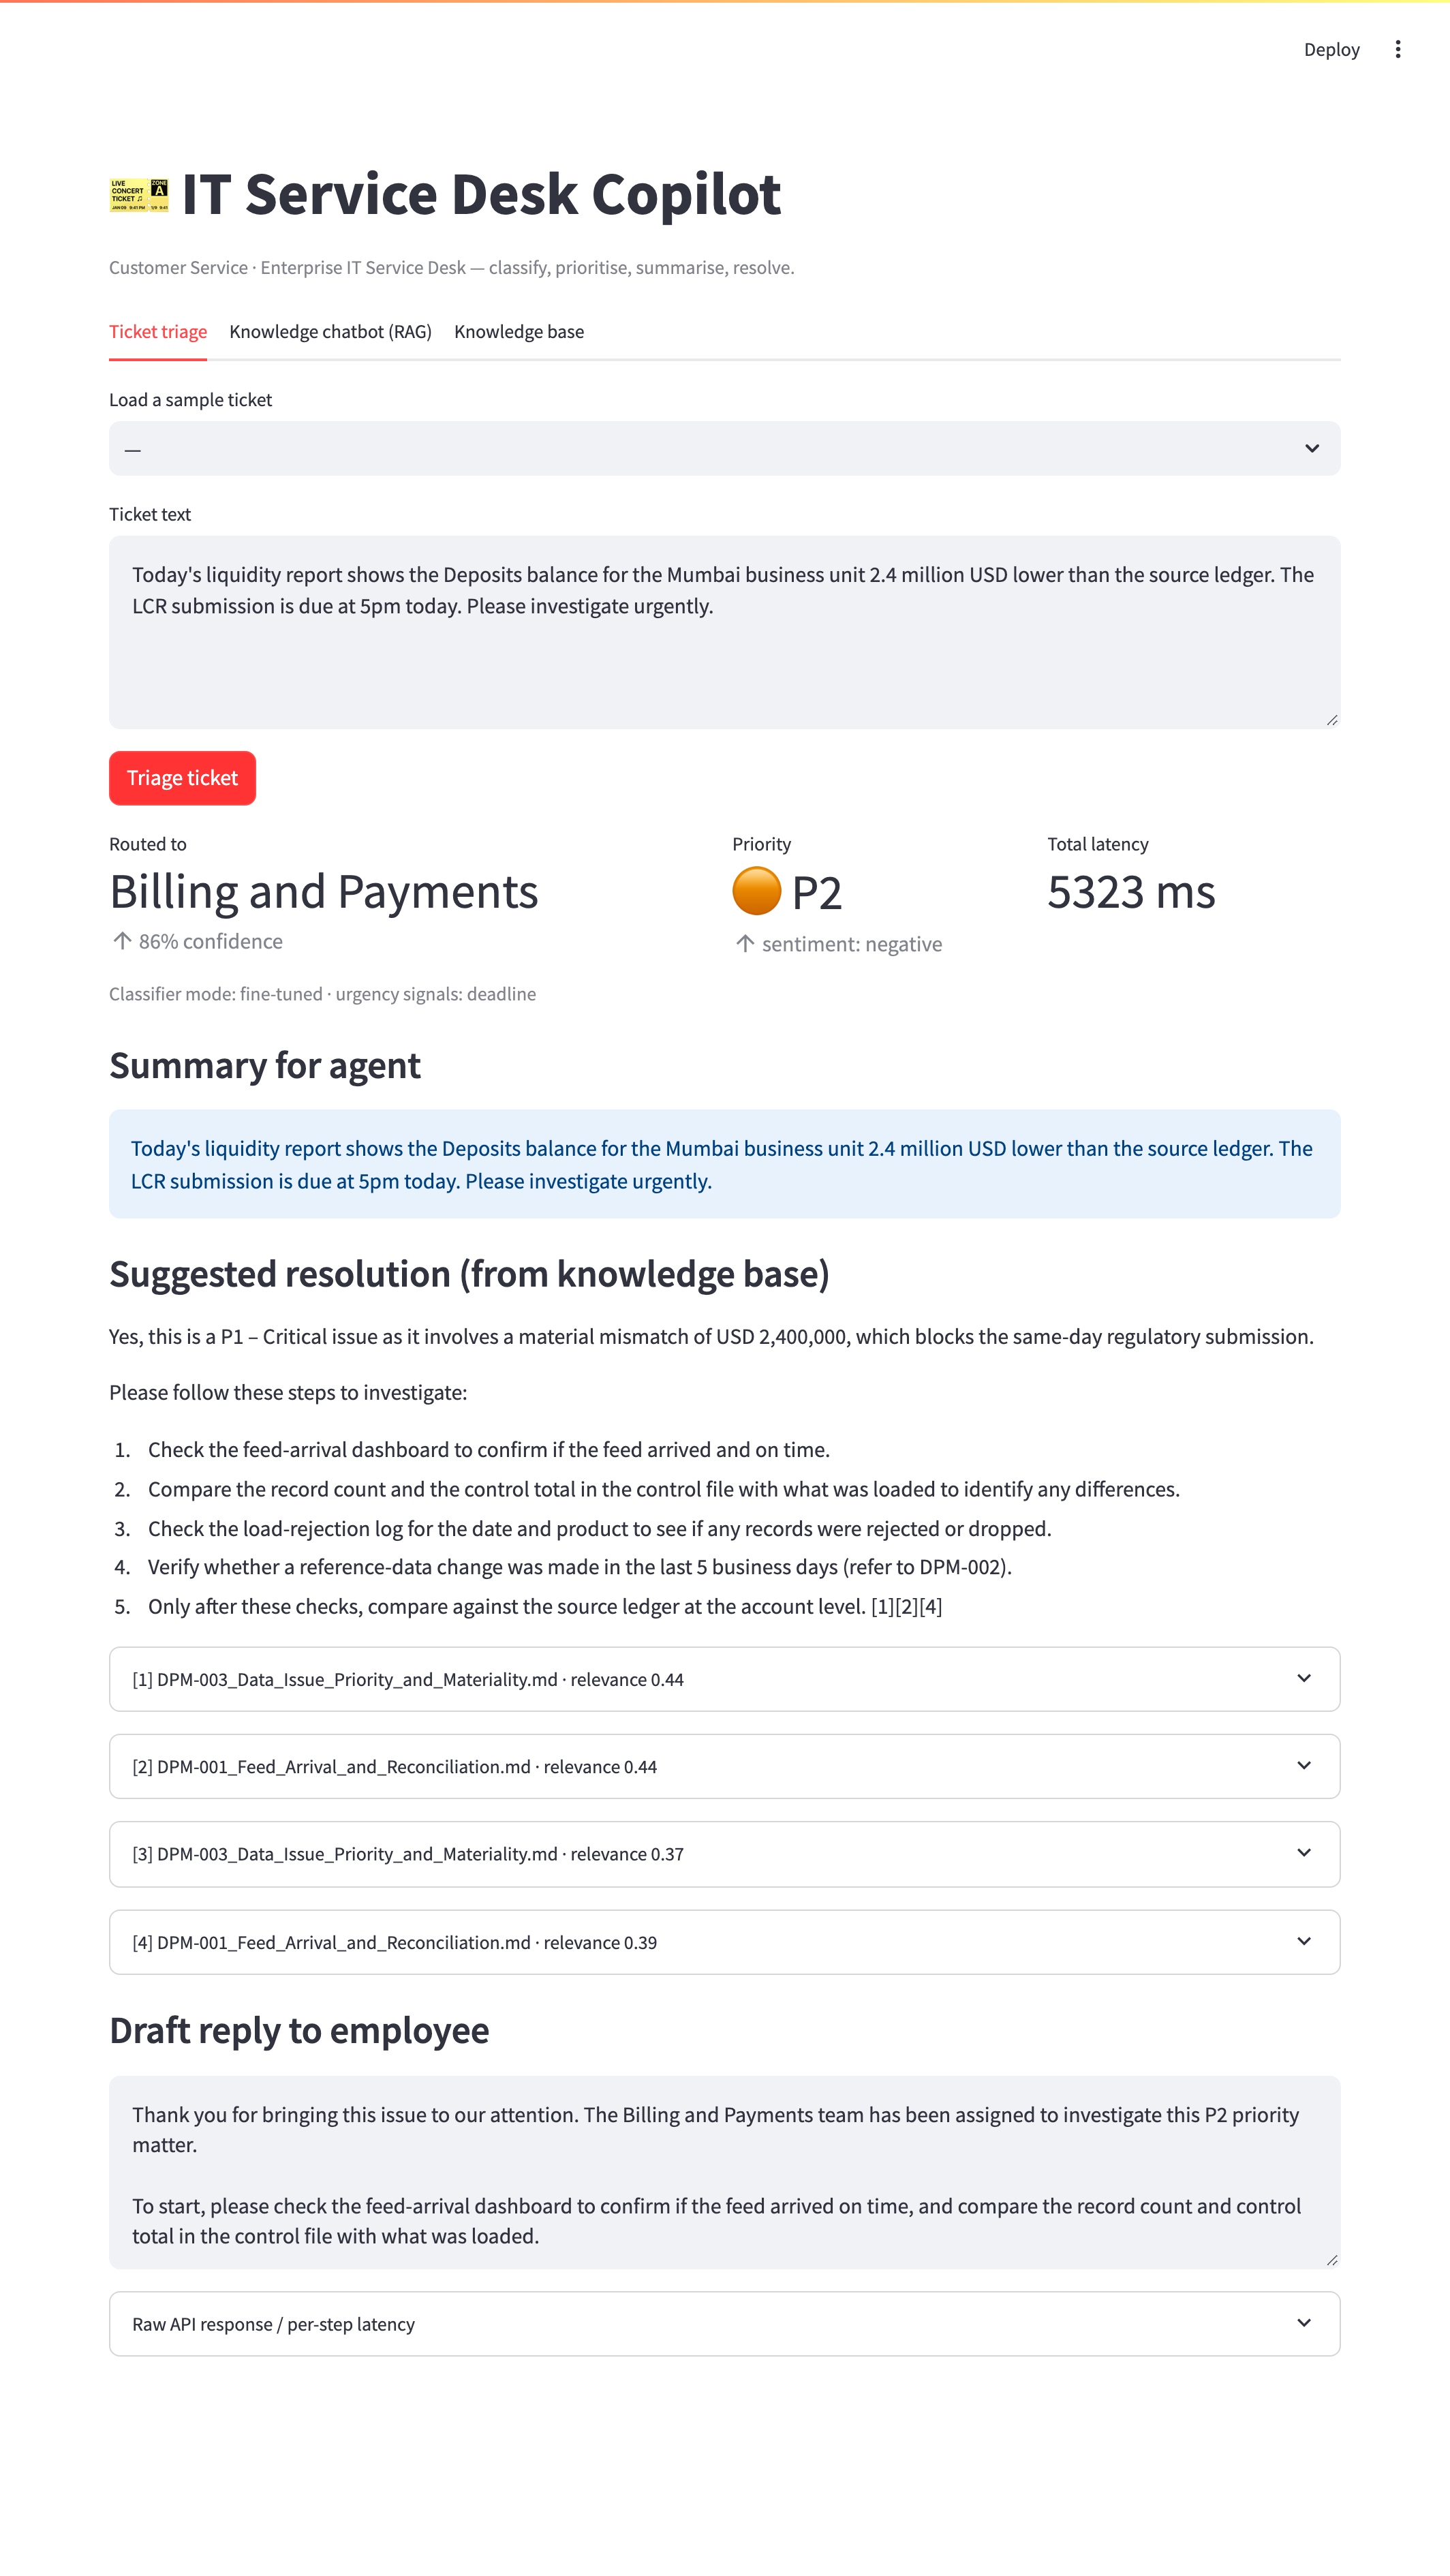 Deploy
LIVE CONCERT TICKET
ZONE A
IT Service Desk Copilot
Customer Service · Enterprise IT Service Desk — classify, prioritise, summarise, resolve.
Ticket triage
Knowledge chatbot (RAG)
Knowledge base
Load a sample ticket
—
Ticket text
Today's liquidity report shows the Deposits balance for the Mumbai business unit 2.4 million USD lower than the source ledger. The
LCR submission is due at 5pm today. Please investigate urgently.
Triage ticket
Routed to
Billing and Payments
↑ 86% confidence
Priority
P2
↑ sentiment: negative
Total latency
5323 ms
Classifier mode: fine-tuned · urgency signals: deadline
Summary for agent
Today's liquidity report shows the Deposits balance for the Mumbai business unit 2.4 million USD lower than the source ledger. The
LCR submission is due at 5pm today. Please investigate urgently.
Suggested resolution (from knowledge base)
Yes, this is a P1 – Critical issue as it involves a material mismatch of USD 2,400,000, which blocks the same-day regulatory submission.
Please follow these steps to investigate:
1. Check the feed-arrival dashboard to confirm if the feed arrived and on time.
2. Compare the record count and the control total in the control file with what was loaded to identify any differences.
3. Check the load-rejection log for the date and product to see if any records were rejected or dropped.
4. Verify whether a reference-data change was made in the last 5 business days (refer to DPM-002).
5. Only after these checks, compare against the source ledger at the account level. [1][2][4]
[1] DPM-003_Data_Issue_Priority_and_Materiality.md · relevance 0.44
[2] DPM-001_Feed_Arrival_and_Reconciliation.md · relevance 0.44
[3] DPM-003_Data_Issue_Priority_and_Materiality.md · relevance 0.37
[4] DPM-001_Feed_Arrival_and_Reconciliation.md · relevance 0.39
Draft reply to employee
Thank you for bringing this issue to our attention. The Billing and Payments team has been assigned to investigate this P2 priority
matter.
To start, please check the feed-arrival dashboard to confirm if the feed arrived on time, and compare the record count and control
total in the control file with what was loaded.
Raw API response / per-step latency